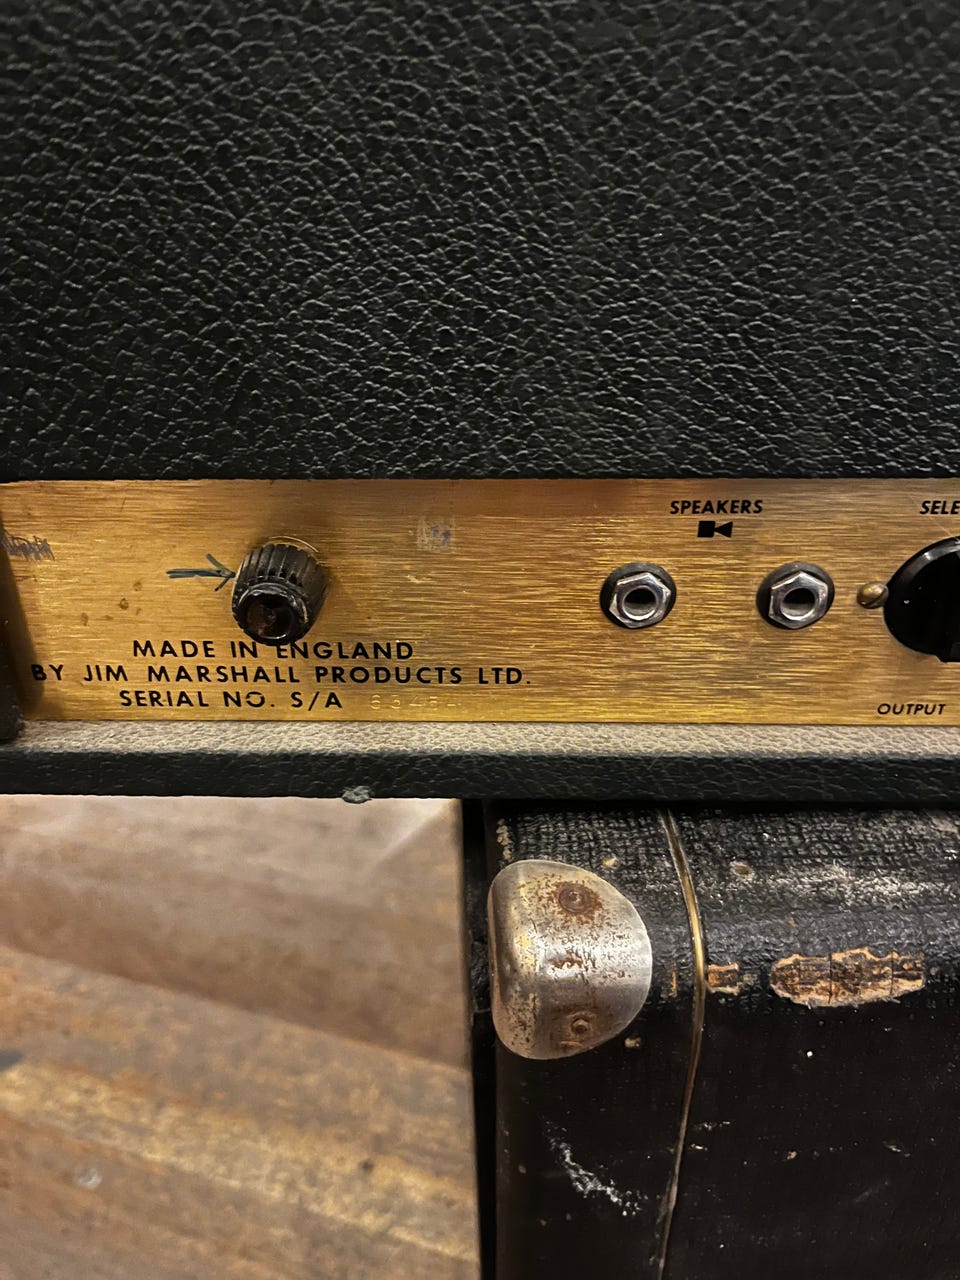 SPEAKERS
SELE
MADE IN ENGLAND
BY JIM MARSHALL PRODUCTS LTD.
SERIAL NO. S/A
OUTPUT